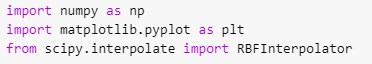 import numpy as np
import matplotlib.pyplot as plt
from scipy.interpolate import RBFInterpolator